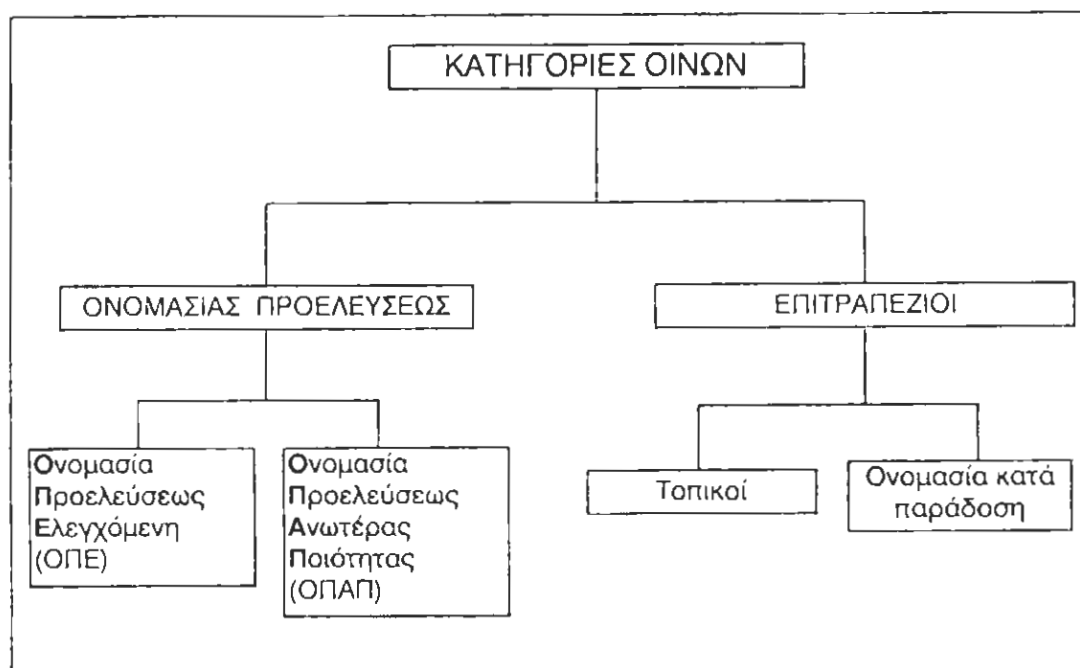 ΚΑΤΗΓΟΡΙΕΣ ΟΙΝΩΝ
ΟΝΟΜΑΣΙΑΣ ΠΡΟΕΛΕΥΣΕΩΣ
ΕΠΙΤΡΑΠΕΖΙΟΙ
Ονομασία
Προελεύσεως
Ελεγχόμενη
(ΟΠΕ)
Ονομασία
Προελεύσεως
Ανωτέρας
Ποιότητας
(ΟΠΑΠ)
Τοπικοί
Ονομασία κατά
παράδοση